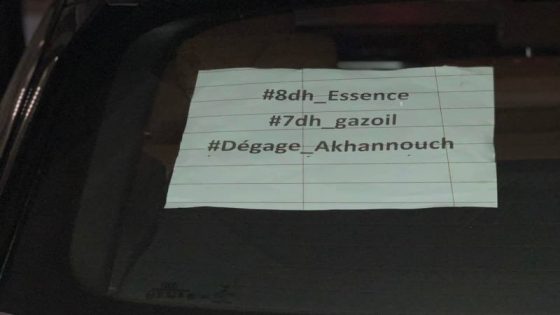 #8dh_Essence
#7dh_gazoil
#Dégage_Akhannouch